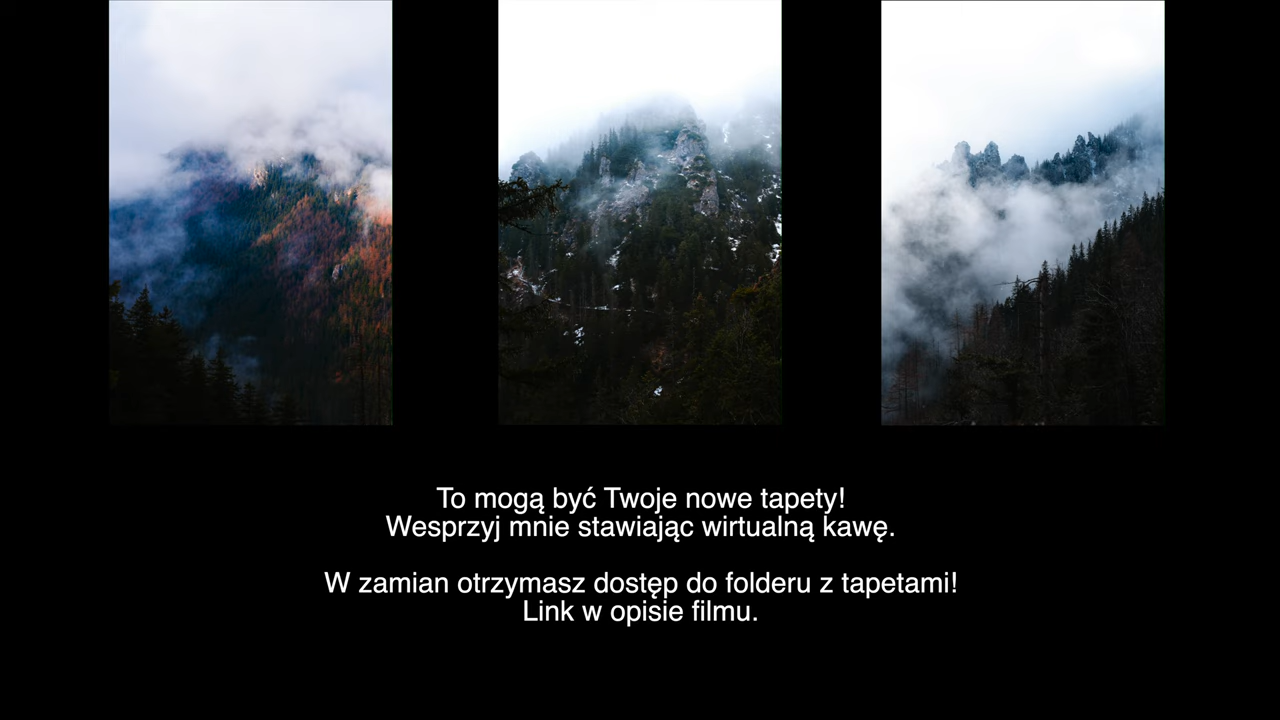 To mogą być Twoje nowe tapety!
Wesprzyj mnie stawiając wirtualną kawę.
W zamian otrzymasz dostęp do folderu z tapetami!
Link w opisie filmu.